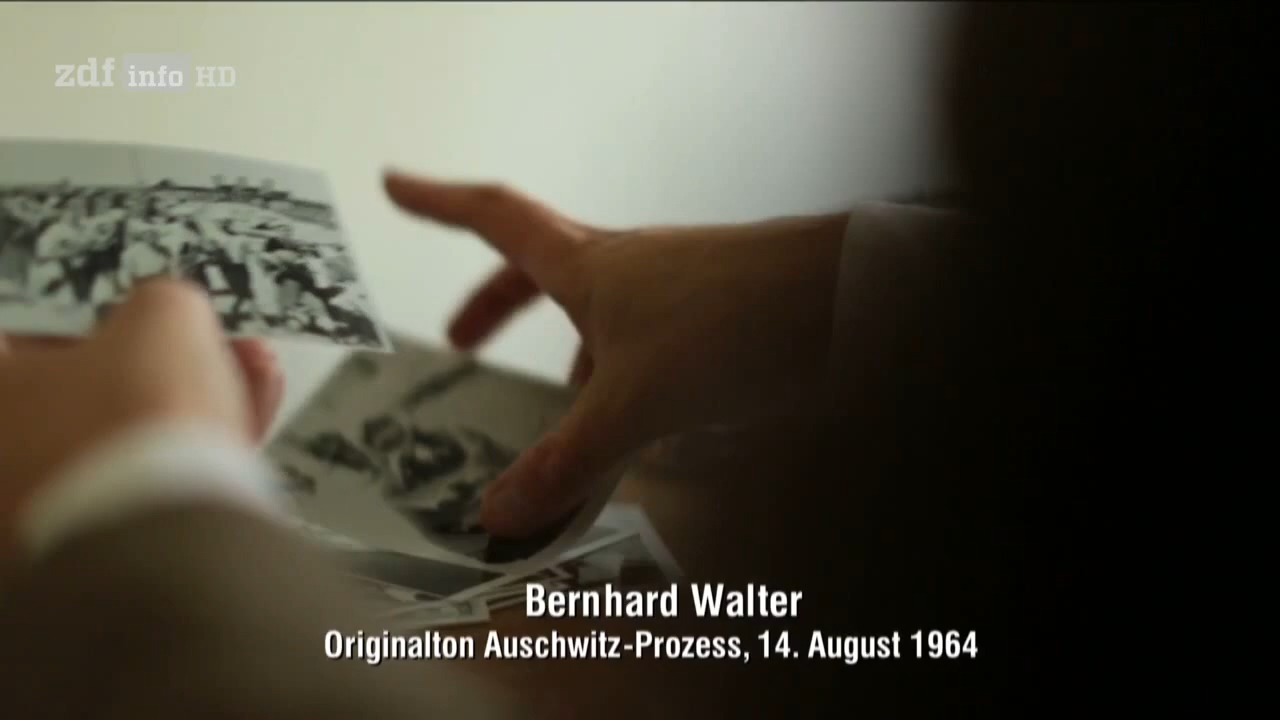 zdf info HD
Bernhard Walter
Originalton Auschwitz-Prozess, 14. August 1964